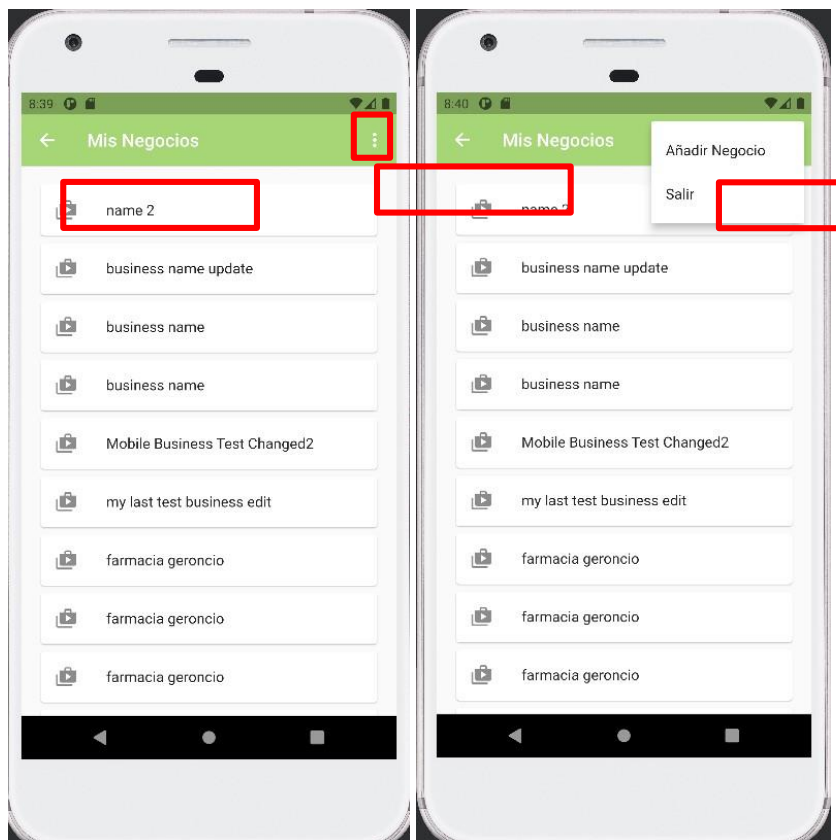 8:39
Mis Negocios
name 2
business name update
business name
business name
Mobile Business Test Changed2
my last test business edit
farmacia geroncio
farmacia geroncio
farmacia geroncio
8:40
Mis Negocios
Añadir Negocio
Salir
name 2
business name update
business name
business name
Mobile Business Test Changed2
my last test business edit
farmacia geroncio
farmacia geroncio
farmacia geroncio